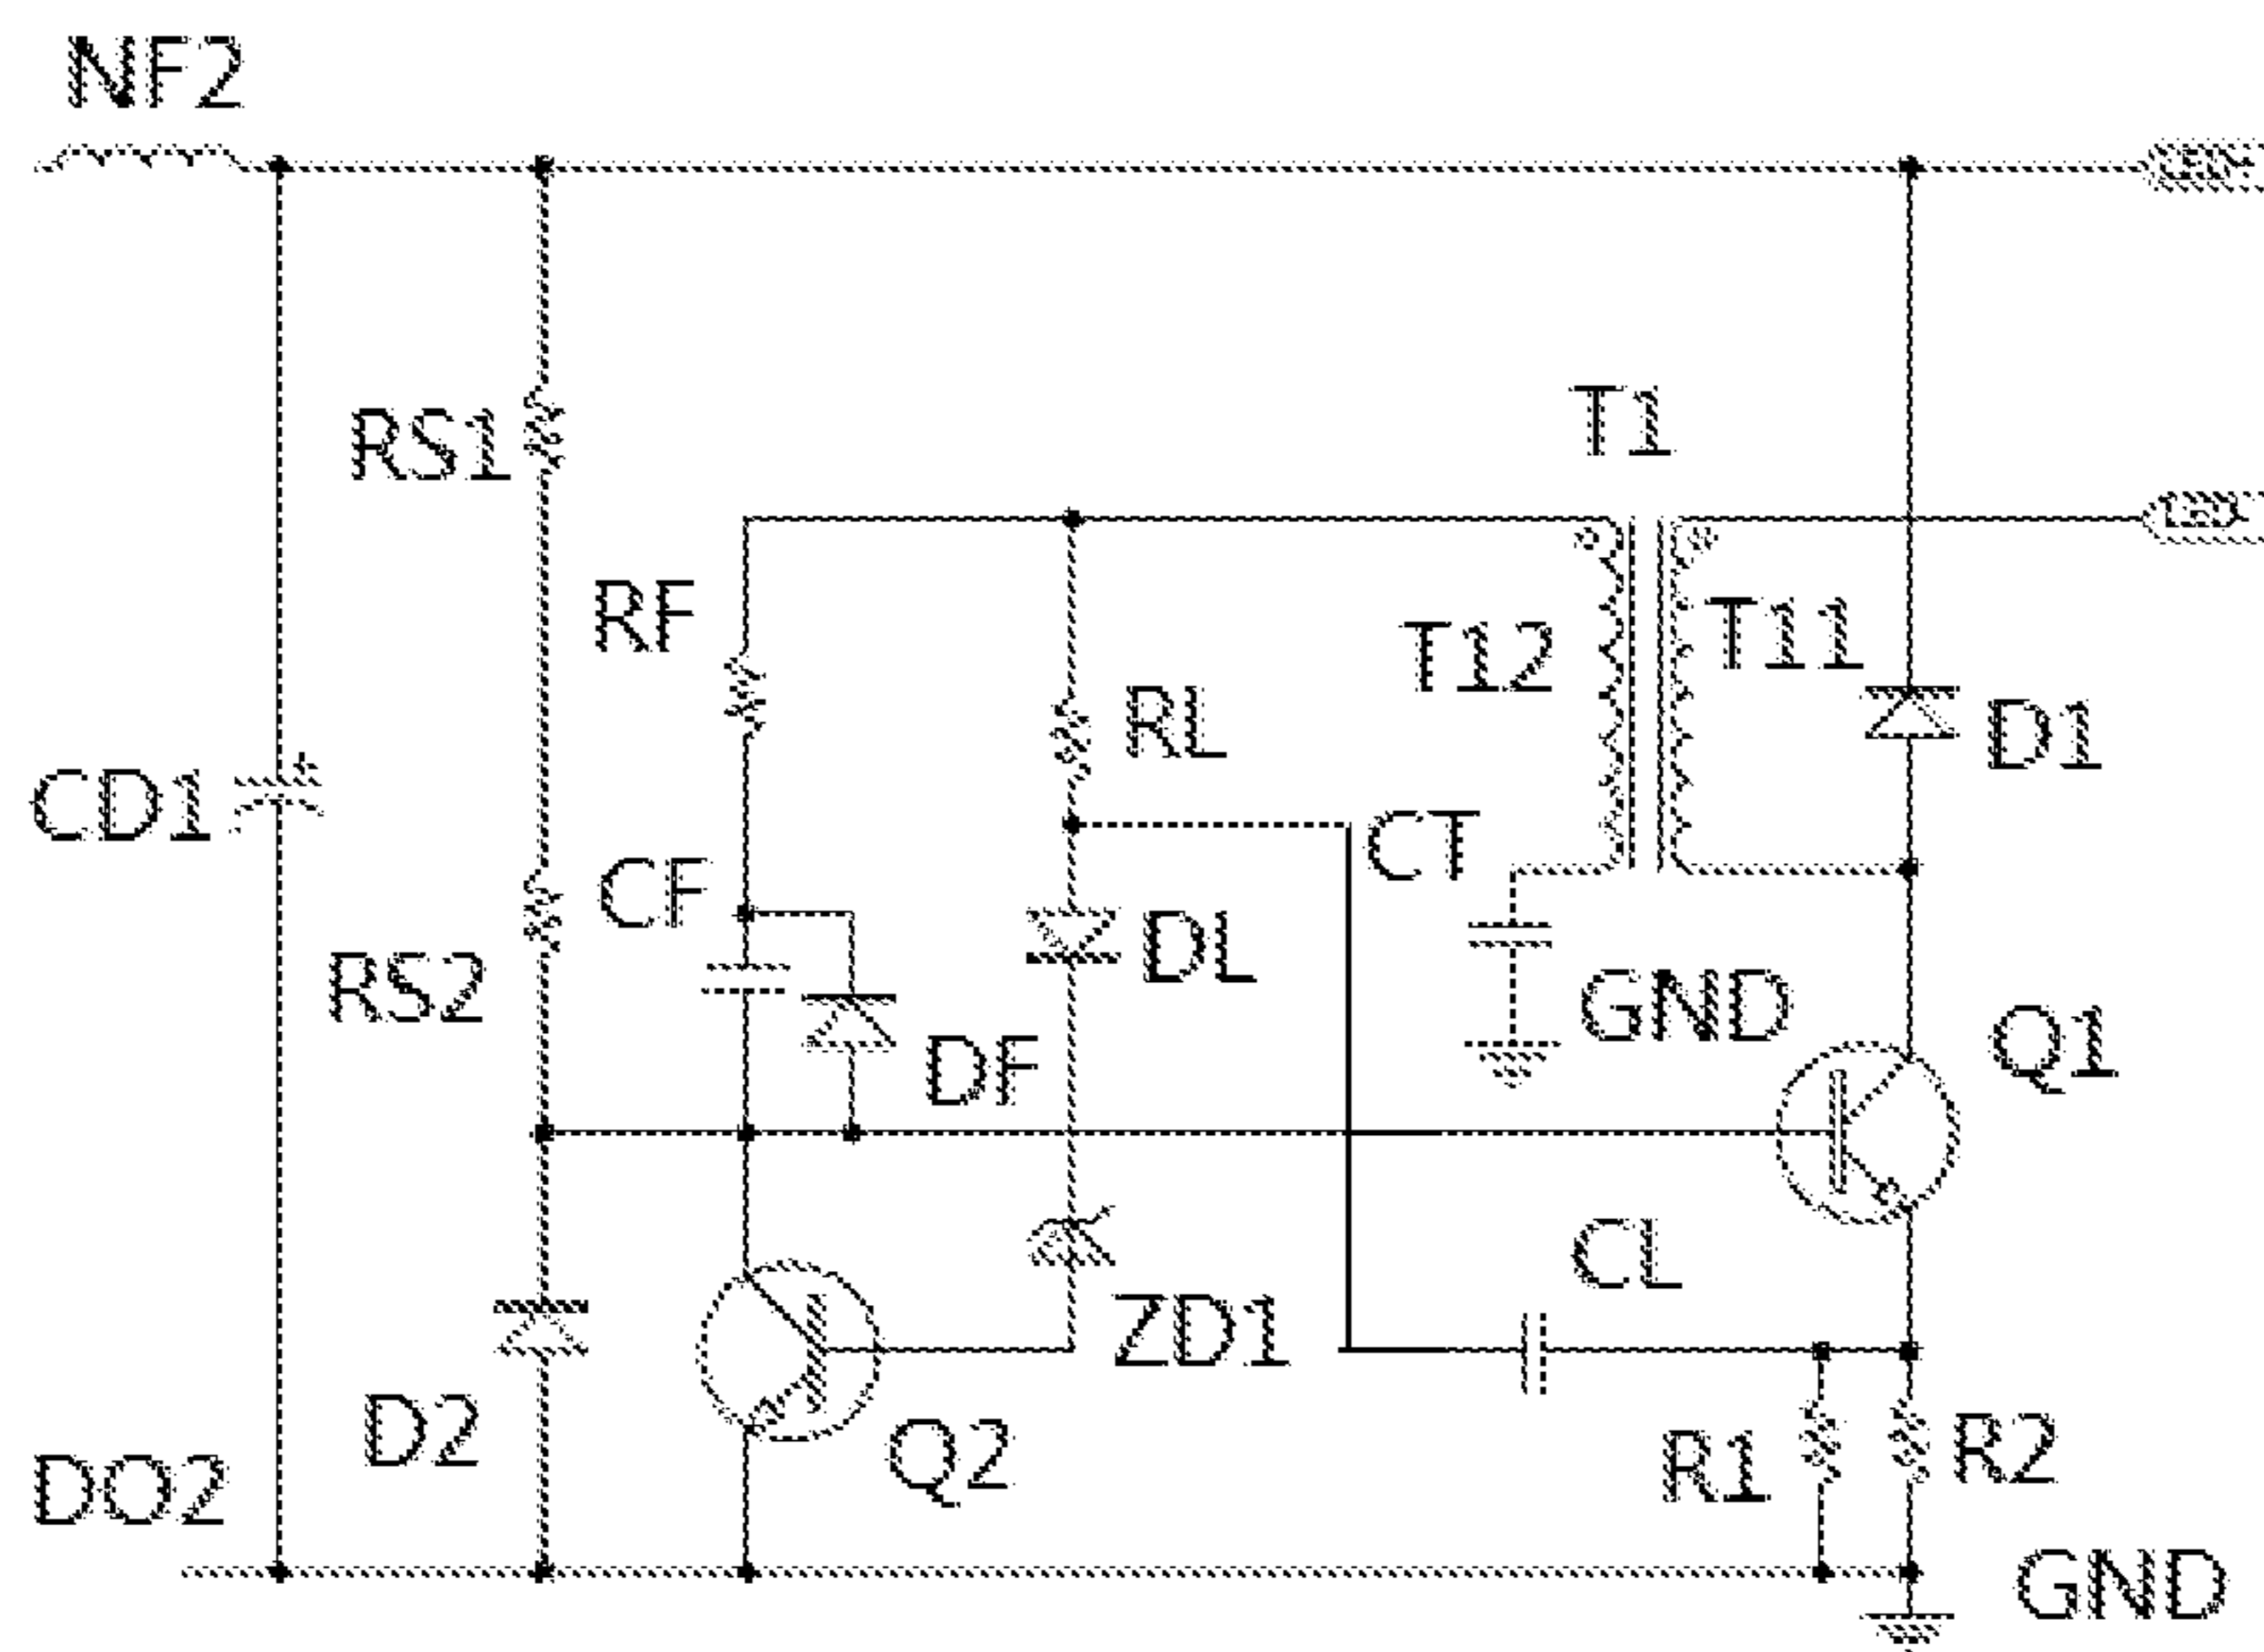 NF2
T1
RS1
RF
T12
T11
RL
D1
CD1
CT
CF
DL
RS2
GND
Q1
DF
CL
ZD1
D2
Q2
R1
R2
DO2
GND